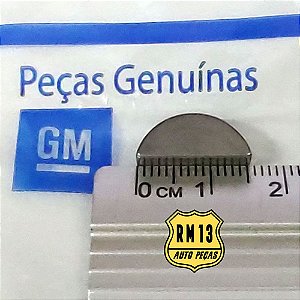 Peças Genuínas
GM
0 CM 1 2
RM 13
AUTO PEÇAS